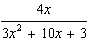 4x
3x² + 10x + 3